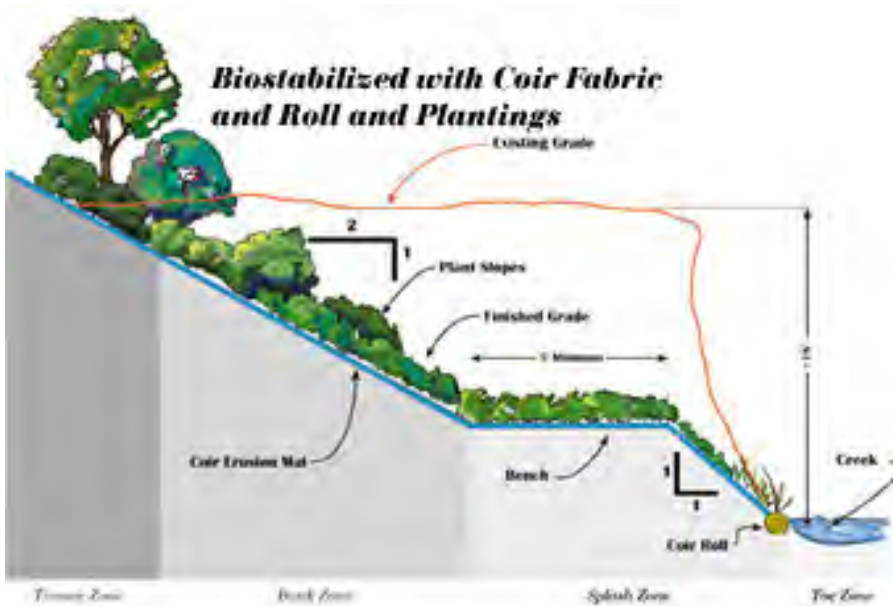 Biostabilized with Coir Fabric
and Roll and Plantings
Existing Grade
2
1
Plant Slopes
Finished Grade
Minimum
Coir Erosion Mat
Bench
1
1
Creek
Coir Roll
Terrace Zone
Bank Zone
Splash Zone
Toe Zone